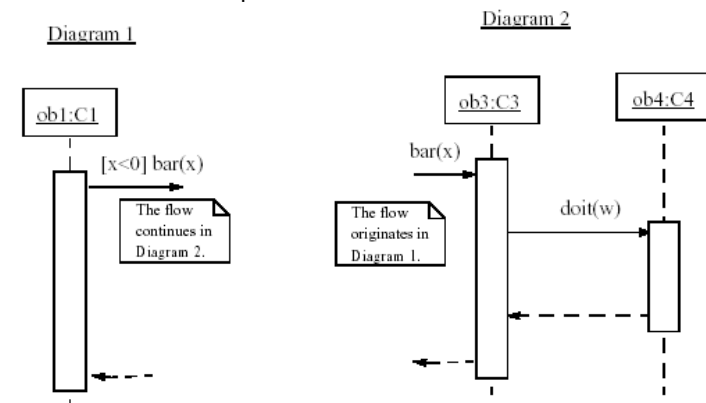 Diagram 1
ob1:C1
[x<0] bar(x)
The flow
continues in
Diagram 2.
Diagram 2
ob3:C3
ob4:C4
bar(x)
The flow
originates in
Diagram 1.
doit(w)